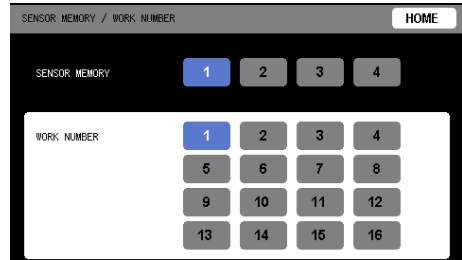 SENSOR MEMORY / WORK NUMBER HOME
SENSOR MEMORY 1 2 3 4
WORK NUMBER 1 2 3 4
5 6 7 8
9 10 11 12
13 14 15 16